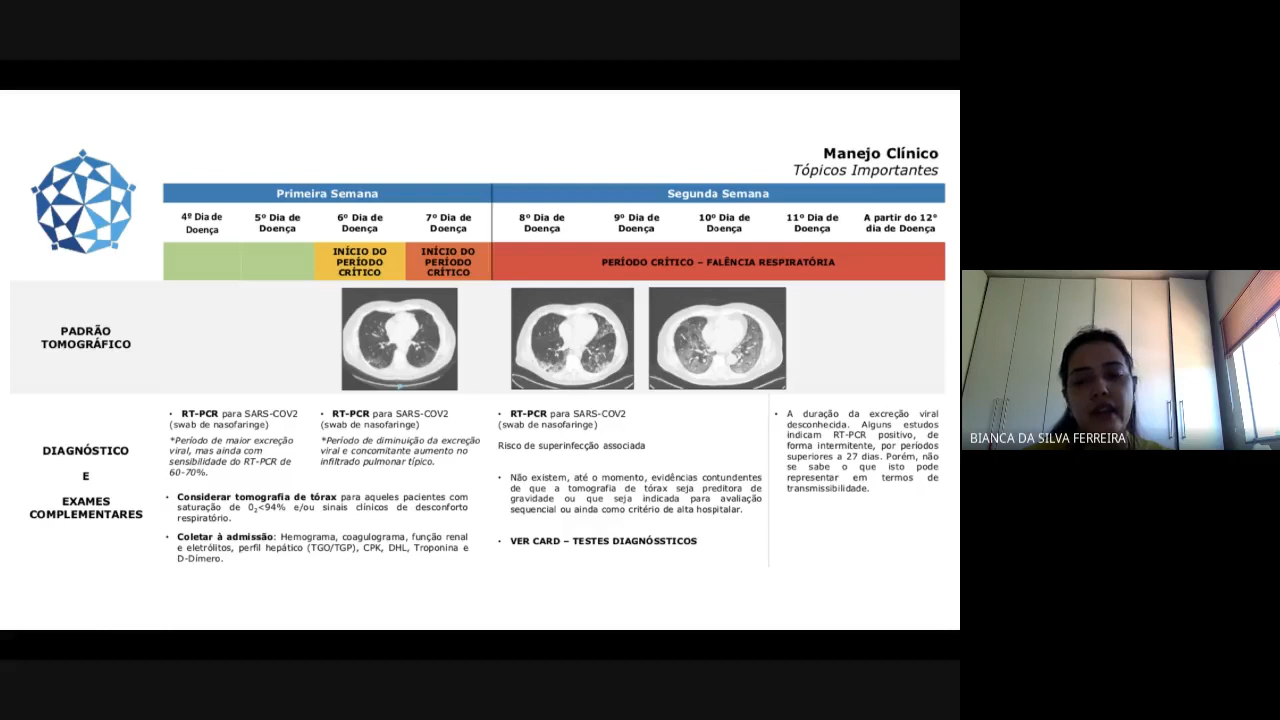 Manejo Clínico
Tópicos Importantes
Primeira Semana
Segunda Semana
4º Dia de
Doença
5º Dia de
Doença
6º Dia de
Doença
7º Dia de
Doença
8º Dia de
Doença
9º Dia de
Doença
10º Dia de
Doença
11º Dia de
Doença
A partir do 12°
dia de Doença
INÍCIO DO
PERÍODO
CRÍTICO
INÍCIO DO
PERÍODO
CRÍTICO
PERÍODO CRÍTICO – FALÊNCIA RESPIRATÓRIA
PADRÃO
TOMOGRÁFICO
DIAGNÓSTICO
E
EXAMES
COMPLEMENTARES
• RT-PCR para SARS-COV2
(swab de nasofaringe)
*Período de maior excreção
viral, mas ainda com
sensibilidade do RT-PCR de
60-70%.
• RT-PCR para SARS-COV2
(swab de nasofaringe)
*Período de diminuição da excreção
viral e concomitante aumento no
infiltrado pulmonar típico.
• Considerar tomografia de tórax para aqueles pacientes com
saturação de 0₂<94% e/ou sinais clínicos de desconforto
respiratório.
• Coletar à admissão: Hemograma, coagulograma, função renal
e eletrólitos, perfil hepático (TGO/TGP), CPK, DHL, Troponina e
D-Dímero.
• RT-PCR para SARS-COV2
(swab de nasofaringe)
Risco de superinfecção associada
• Não existem, até o momento, evidências contundentes
de que a tomografia de tórax seja preditora de
gravidade ou que seja indicada para avaliação
sequencial ou ainda como critério de alta hospitalar.
• VER CARD – TESTES DIAGNÓSSTICOS
• A duração da excreção viral
desconhecida. Alguns estudos
indicam RT-PCR positivo, de
forma intermitente, por períodos
superiores a 27 dias. Porém, não
se sabe o que isto pode
representar em termos de
transmissibilidade.
BIANCA DA SILVA FERREIRA